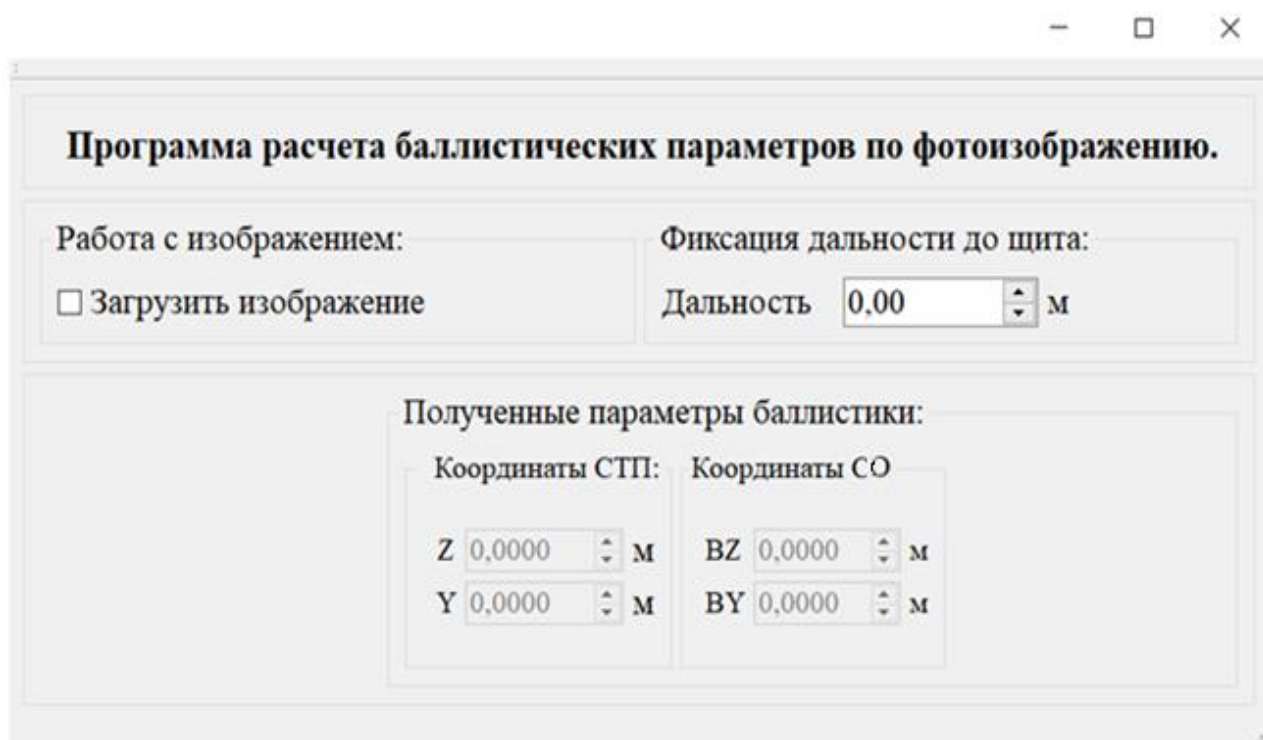 Программа расчета баллистических параметров по фотоизображению.
Работа с изображением:
Загрузить изображение
Фиксация дальности до щита:
Дальность 0,00 м
Полученные параметры баллистики:
Координаты СТП:
Z 0,0000 м
Y 0,0000 м
Координаты СО
BZ 0,0000 м
BY 0,0000 м